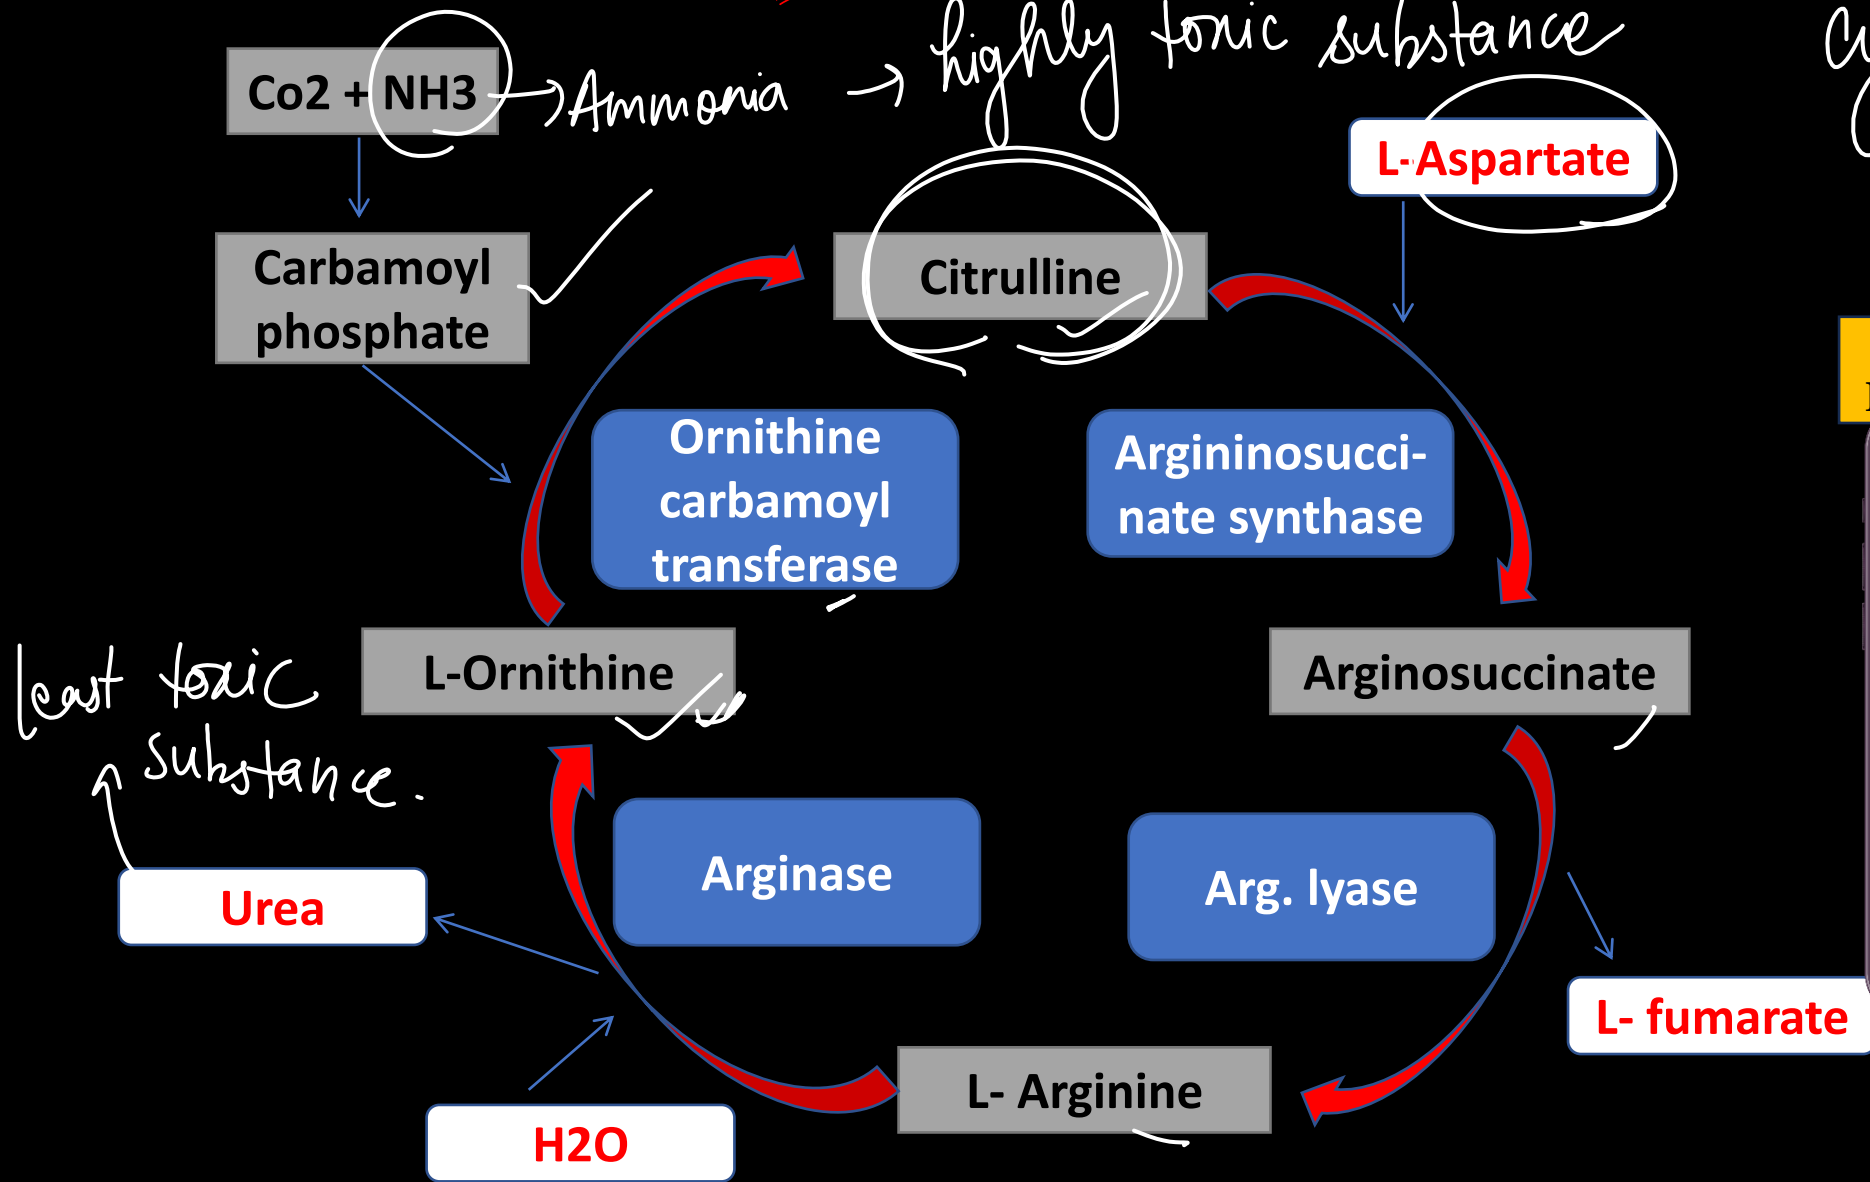 highly toxic substance
Co2 + NH3
Ammonia
L-Aspartate
Carbamoyl
phosphate
Citrulline
Ornithine
carbamoyl
transferase
Argininosucci-
nate synthase
least toxic
substance.
L-Ornithine
Arginosuccinate
Arginase
Arg. lyase
Urea
L- fumarate
L- Arginine
H2O